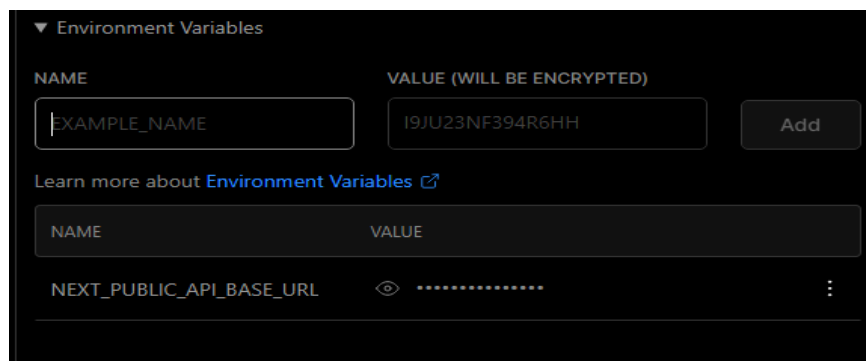 Environment Variables
NAME VALUE (WILL BE ENCRYPTED)
EXAMPLE_NAME I9JU23NF394R6HH Add
Learn more about Environment Variables
NAME VALUE
NEXT_PUBLIC_API_BASE_URL •••••••••••••••